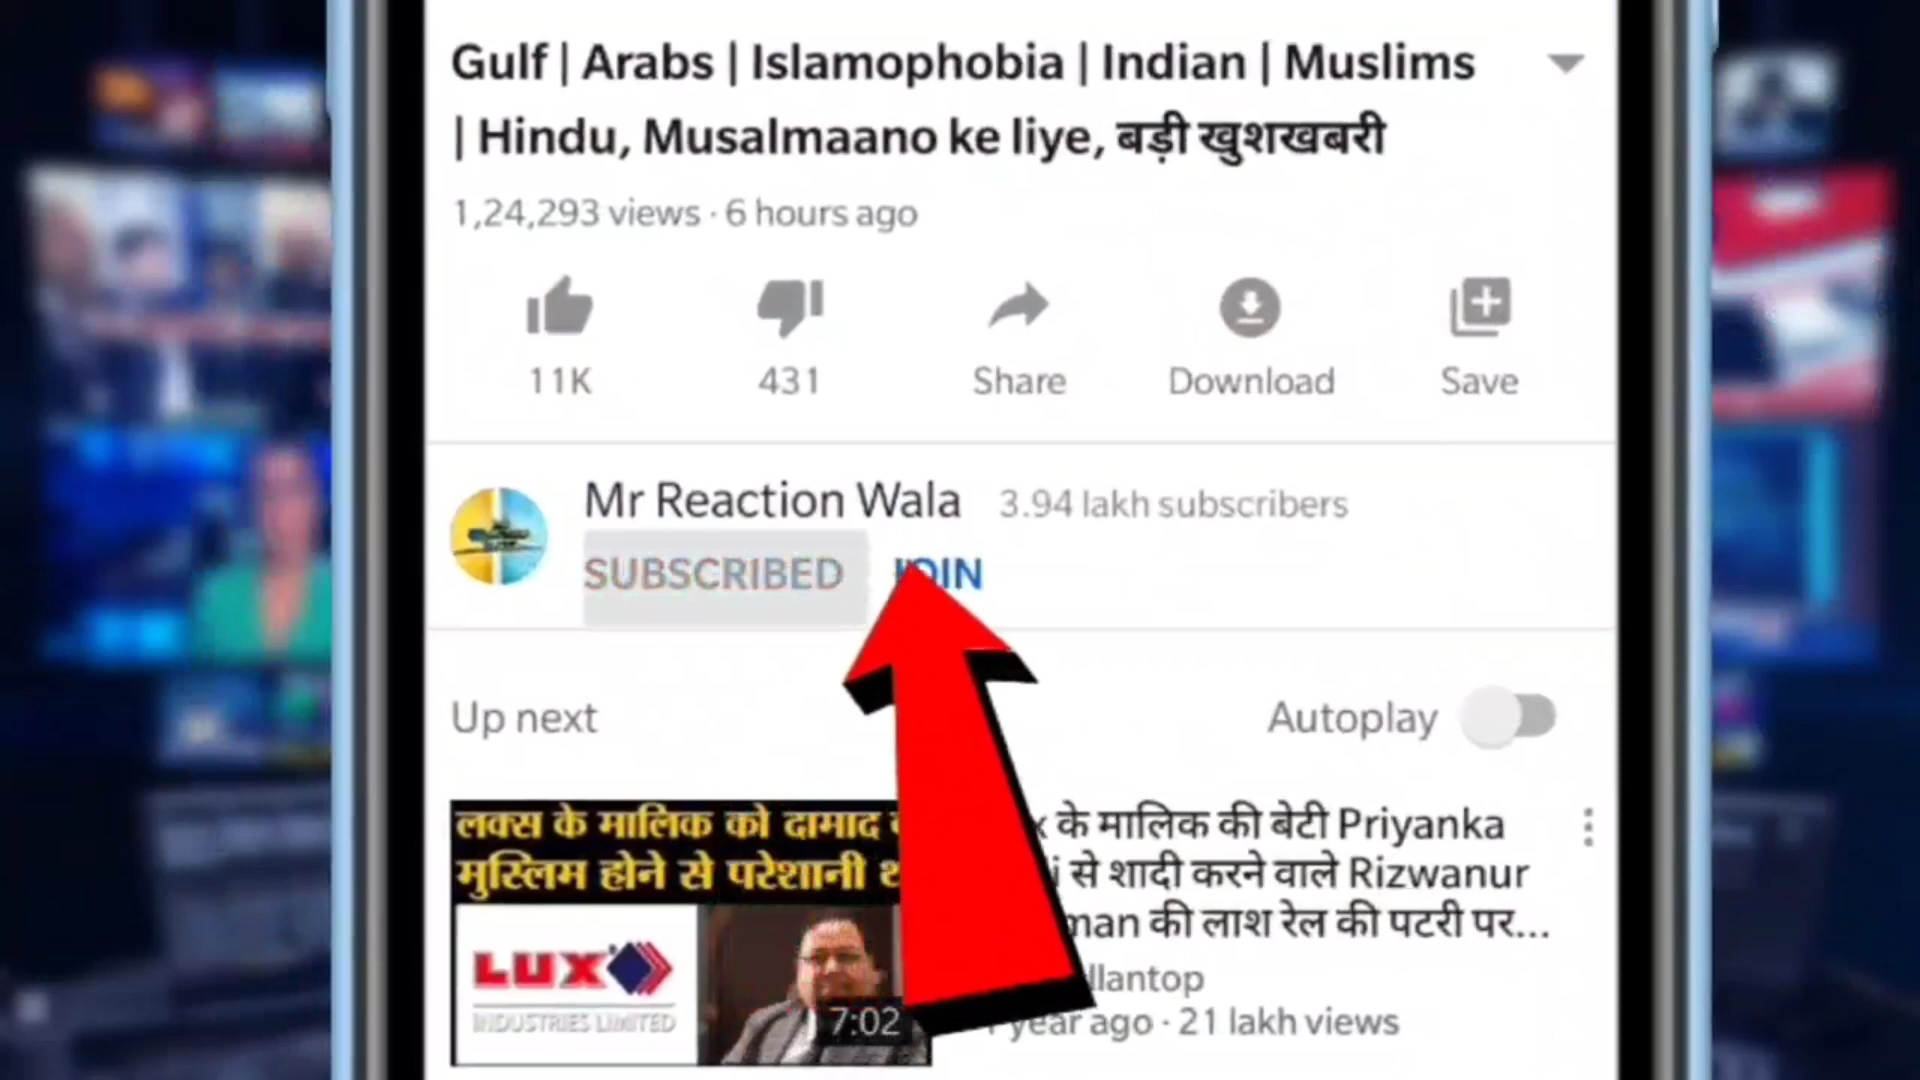 Gulf | Arabs | Islamophobia | Indian | Muslims
| Hindu, Musalmaano ke liye, बड़ी खुशखबरी
1,24,293 views · 6 hours ago
11K 431 Share Download Save
Mr Reaction Wala 3.94 lakh subscribers
SUBSCRIBED JOIN
Up next Autoplay
लक्स के मालिक को दामाद
मुस्लिम होने से परेशानी
LUX
INDUSTRIES LIMITED
7:02
के मालिक की बेटी Priyanka
से शादी करने वाले Rizwanur
की लाश रेल की पटरी पर...
year ago · 21 lakh views